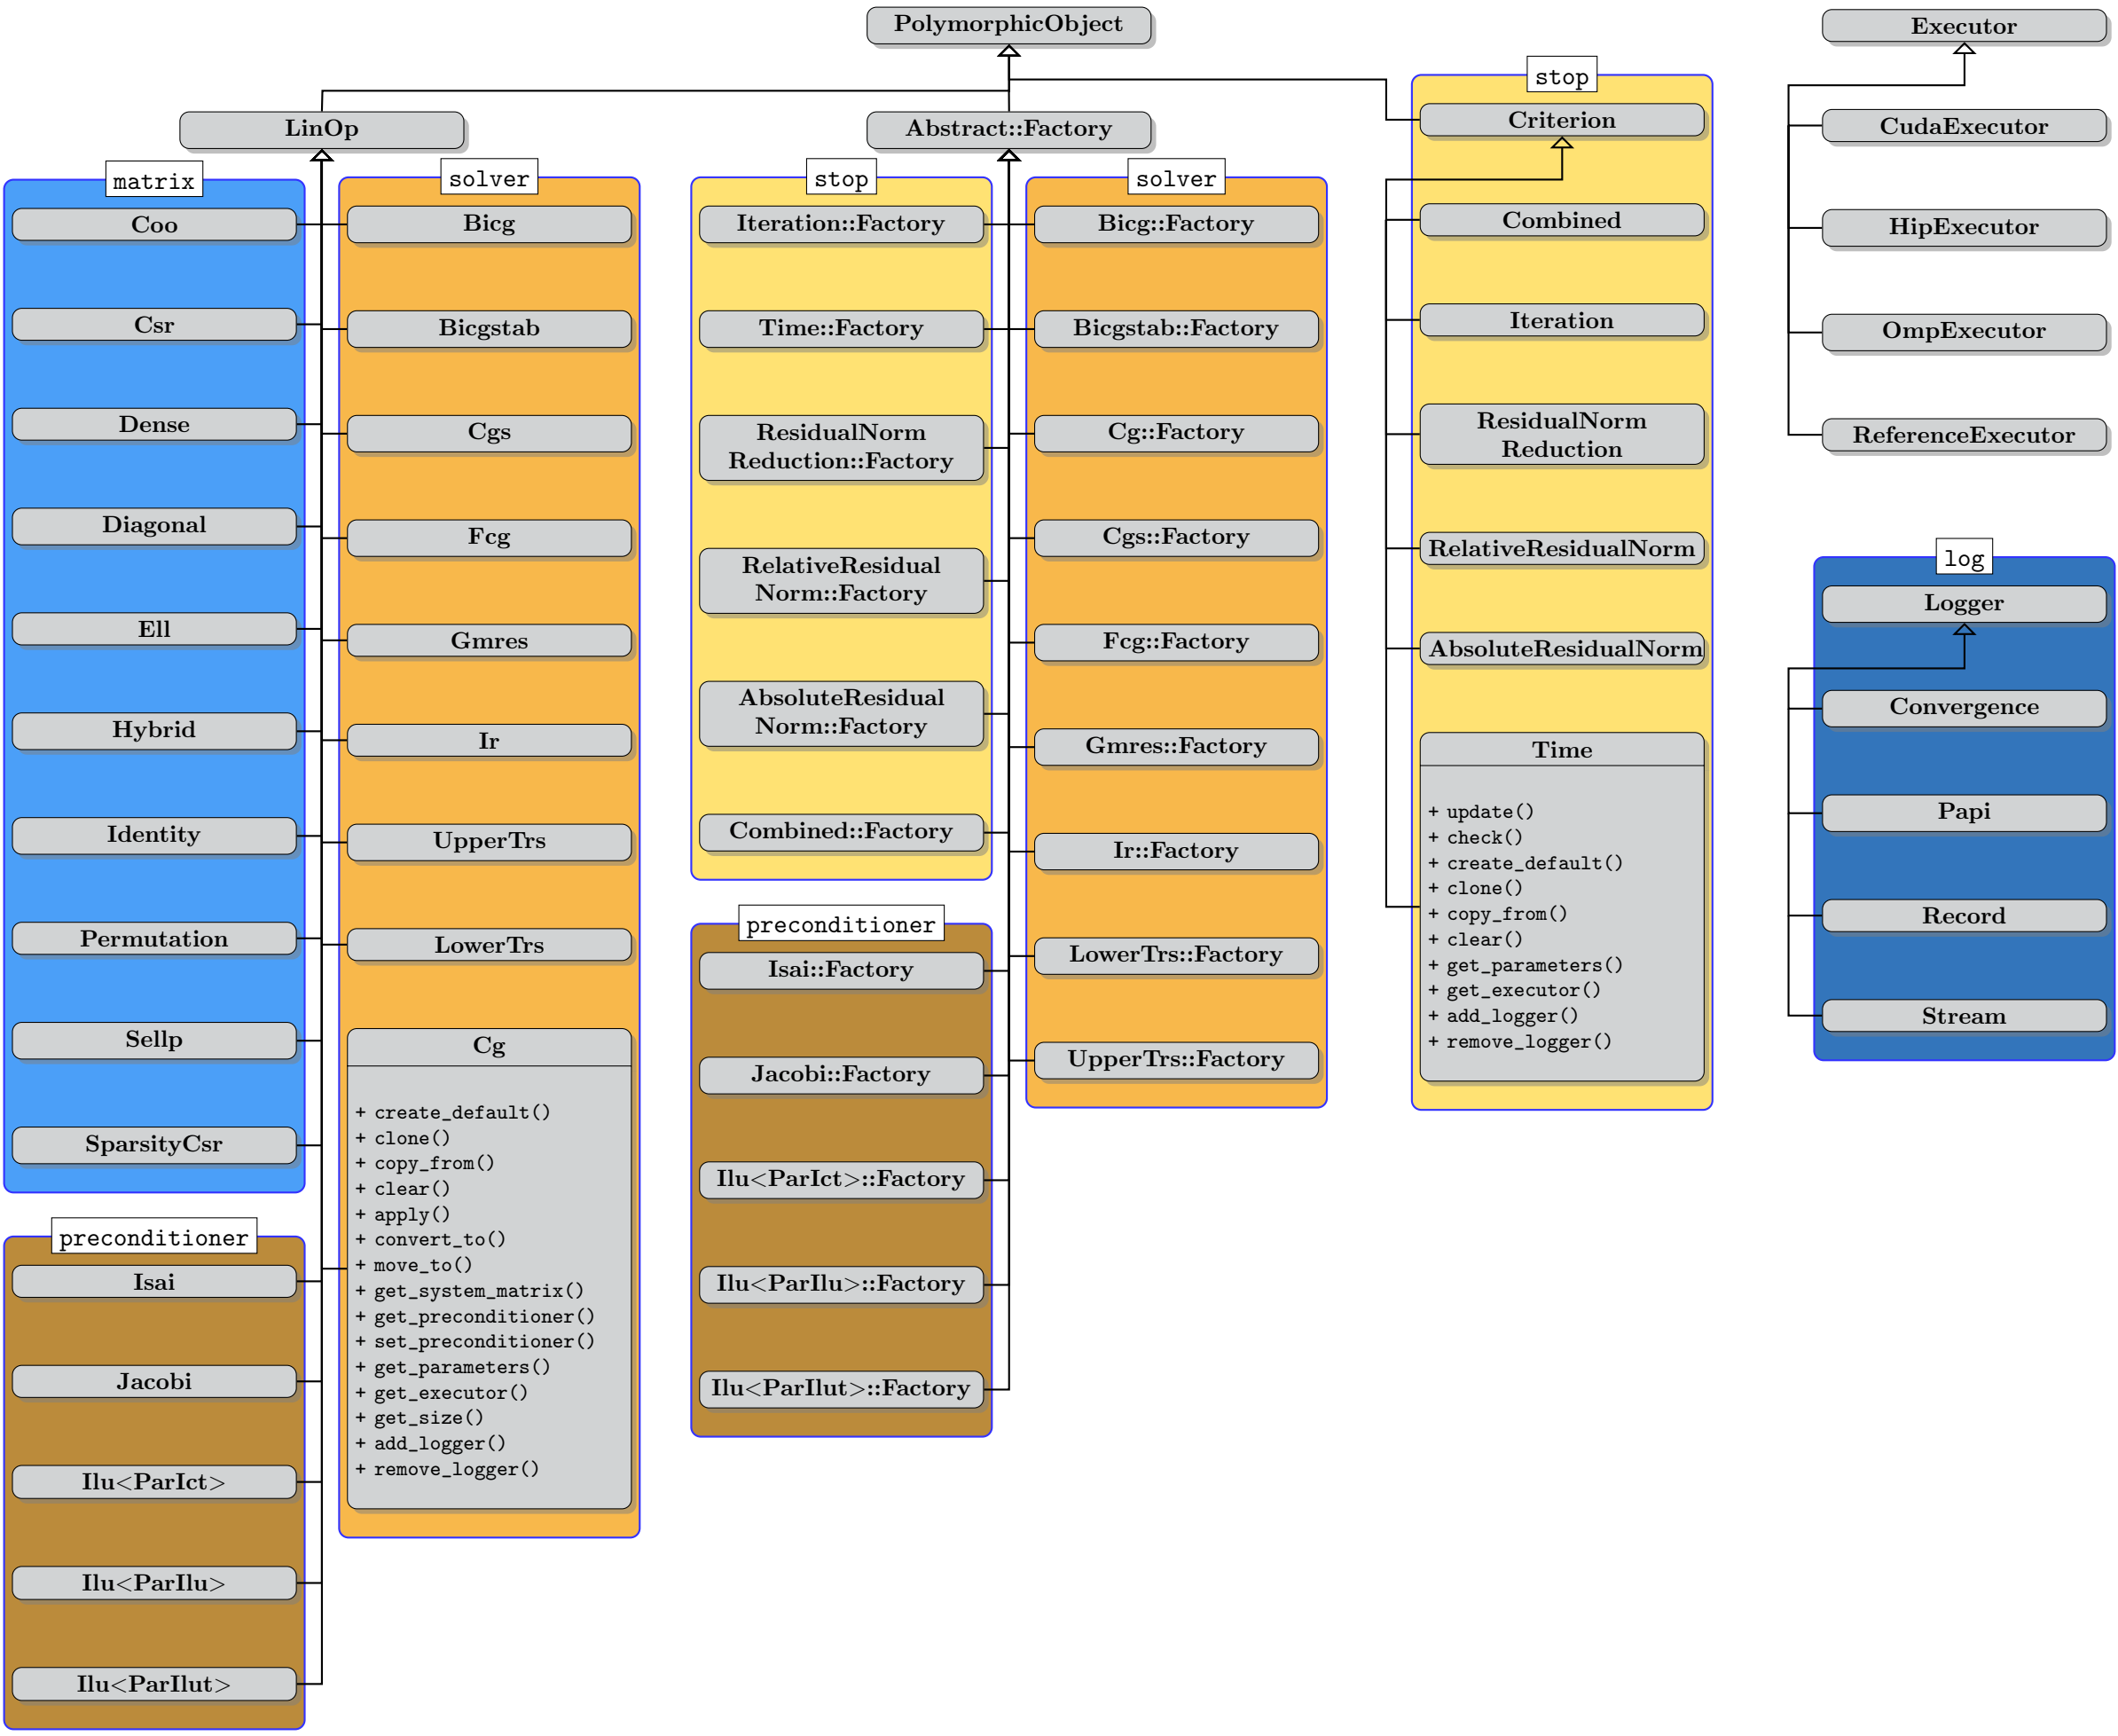 PolymorphicObject
LinOp
Abstract::Factory
matrix
Coo
Csr
Dense
Diagonal
Ell
Hybrid
Identity
Permutation
Sellp
SparsityCsr
preconditioner
Isai
Jacobi
Ilu<ParIct>
Ilu<ParIlu>
Ilu<ParIlut>
solver
Bicg
Bicgstab
Cgs
Fcg
Gmres
Ir
UpperTrs
LowerTrs
Cg
+ create_default()
+ clone()
+ copy_from()
+ clear()
+ apply()
+ convert_to()
+ move_to()
+ get_system_matrix()
+ get_preconditioner()
+ set_preconditioner()
+ get_parameters()
+ get_executor()
+ get_size()
+ add_logger()
+ remove_logger()
stop
Iteration::Factory
Time::Factory
ResidualNorm
Reduction::Factory
RelativeResidual
Norm::Factory
AbsoluteResidual
Norm::Factory
Combined::Factory
preconditioner
Isai::Factory
Jacobi::Factory
Ilu<ParIct>::Factory
Ilu<ParIlu>::Factory
Ilu<ParIlut>::Factory
solver
Bicg::Factory
Bicgstab::Factory
Cg::Factory
Cgs::Factory
Fcg::Factory
Gmres::Factory
Ir::Factory
LowerTrs::Factory
UpperTrs::Factory
stop
Criterion
Combined
Iteration
ResidualNorm
Reduction
RelativeResidualNorm
AbsoluteResidualNorm
Time
+ update()
+ check()
+ create_default()
+ clone()
+ copy_from()
+ clear()
+ get_parameters()
+ get_executor()
+ add_logger()
+ remove_logger()
Executor
CudaExecutor
HipExecutor
OmpExecutor
ReferenceExecutor
log
Logger
Convergence
Papi
Record
Stream